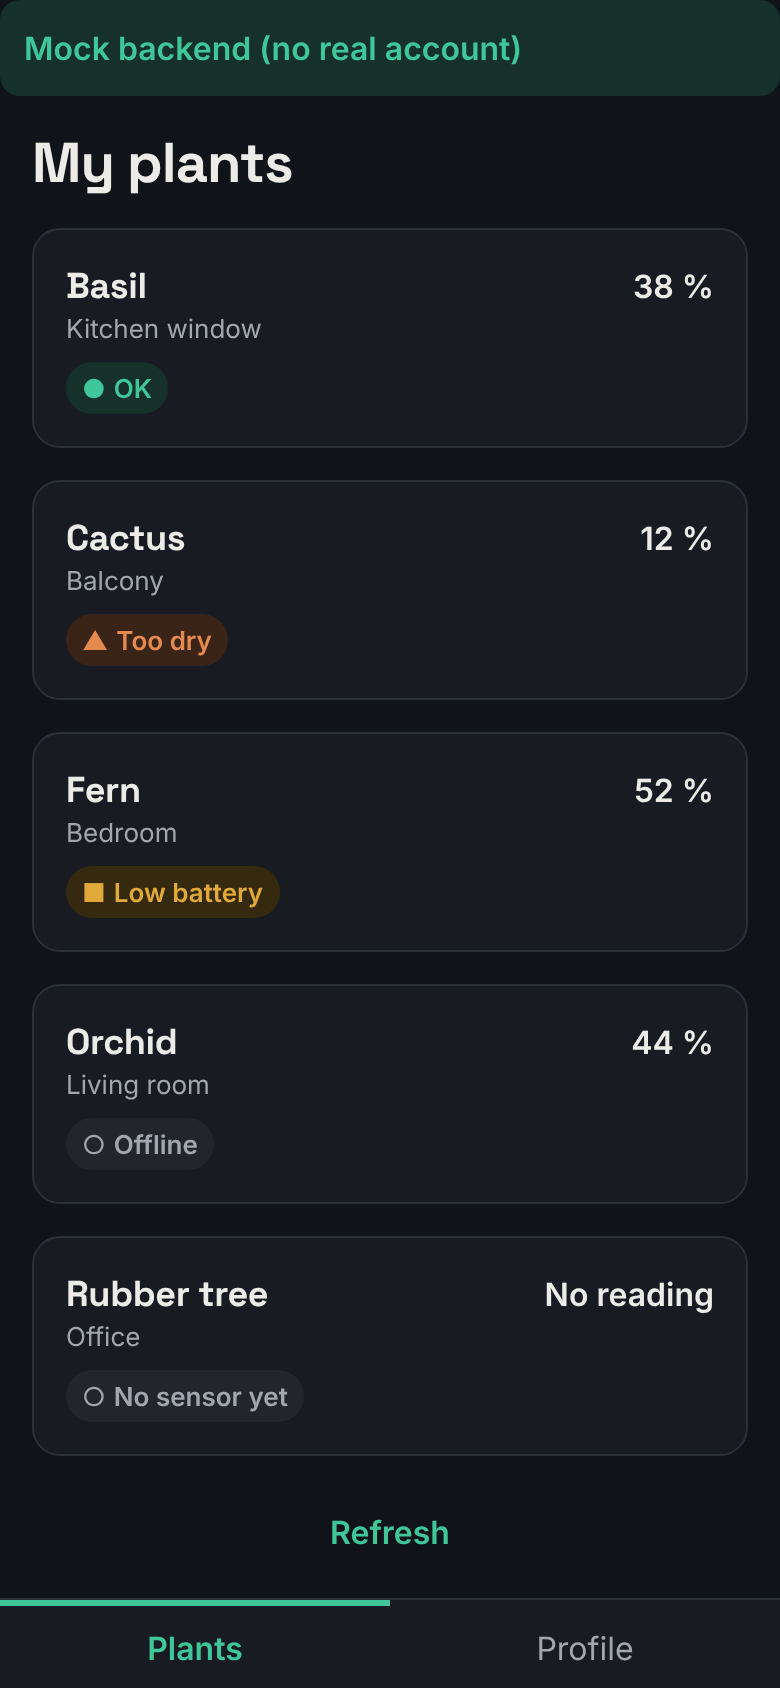 Mock backend (no real account)
My plants
Basil
38 %
Kitchen window
OK
Cactus
12 %
Balcony
Too dry
Fern
52 %
Bedroom
Low battery
Orchid
44 %
Living room
Offline
Rubber tree
No reading
Office
No sensor yet
Refresh
Plants
Profile